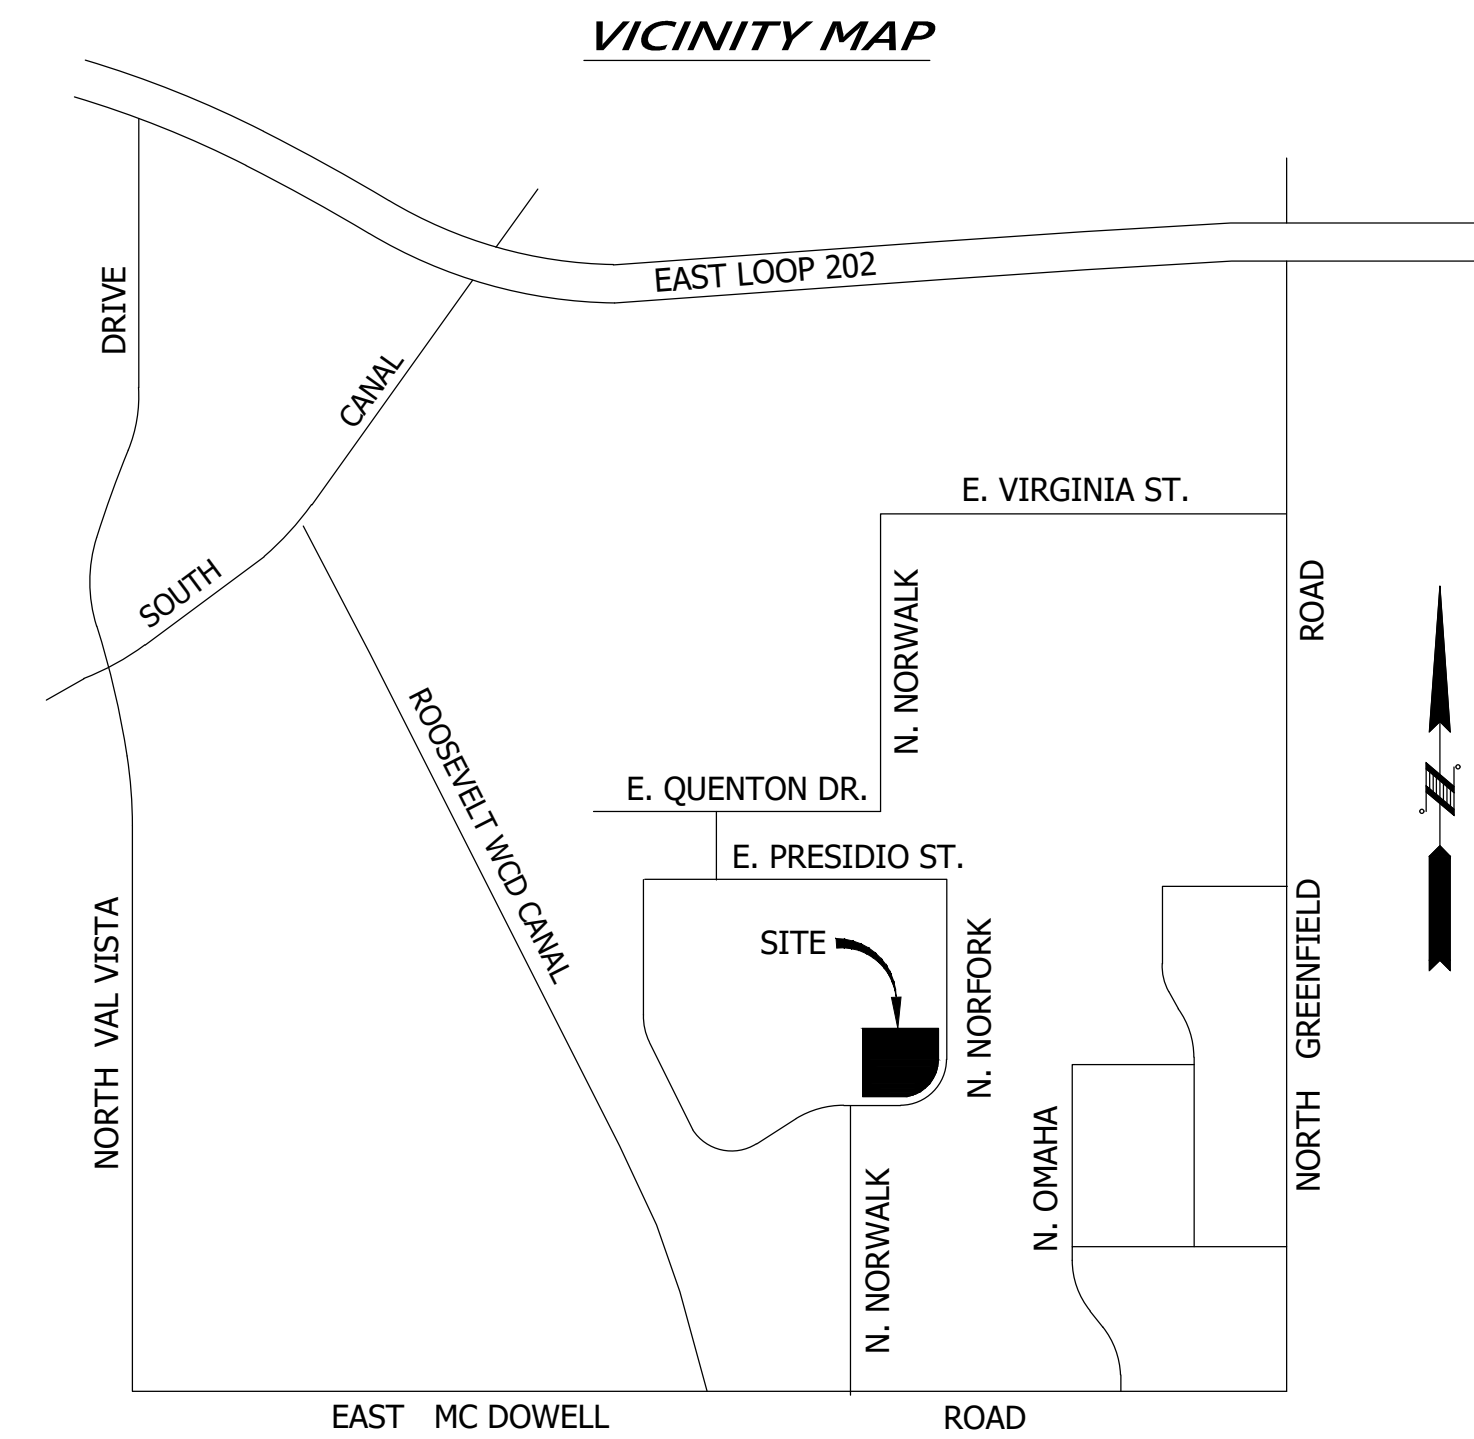 VICINITY MAP
EAST LOOP 202
DRIVE
CANAL
E. VIRGINIA ST.
SOUTH
N. NORWALK
ROAD
ROOSEVELT WCD CANAL
E. QUENTON DR.
E. PRESIDIO ST.
N
NORTH VAL VISTA
SITE
N. NORFORK
NORTH GREENFIELD
N. OMAHA
N. NORWALK
EAST MC DOWELL ROAD